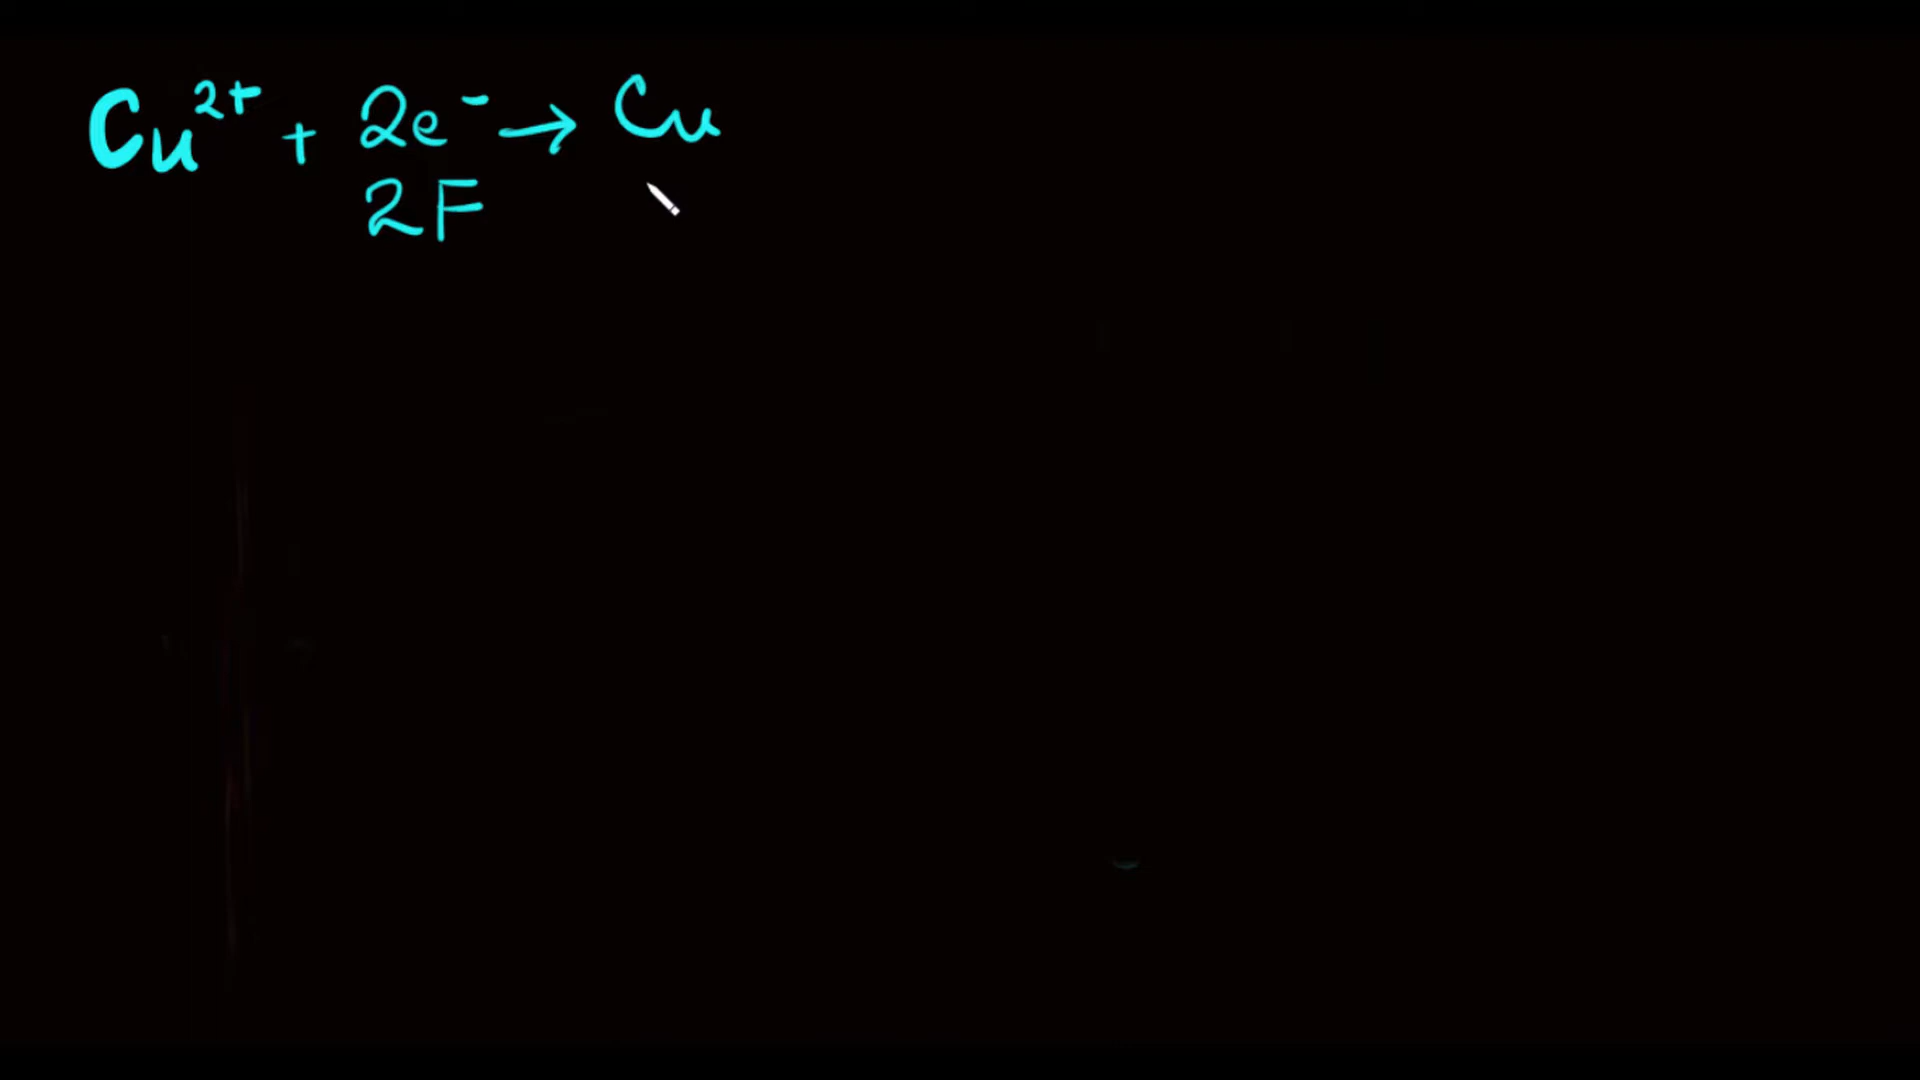 Cu²⁺ + 2e⁻ → Cu
2F